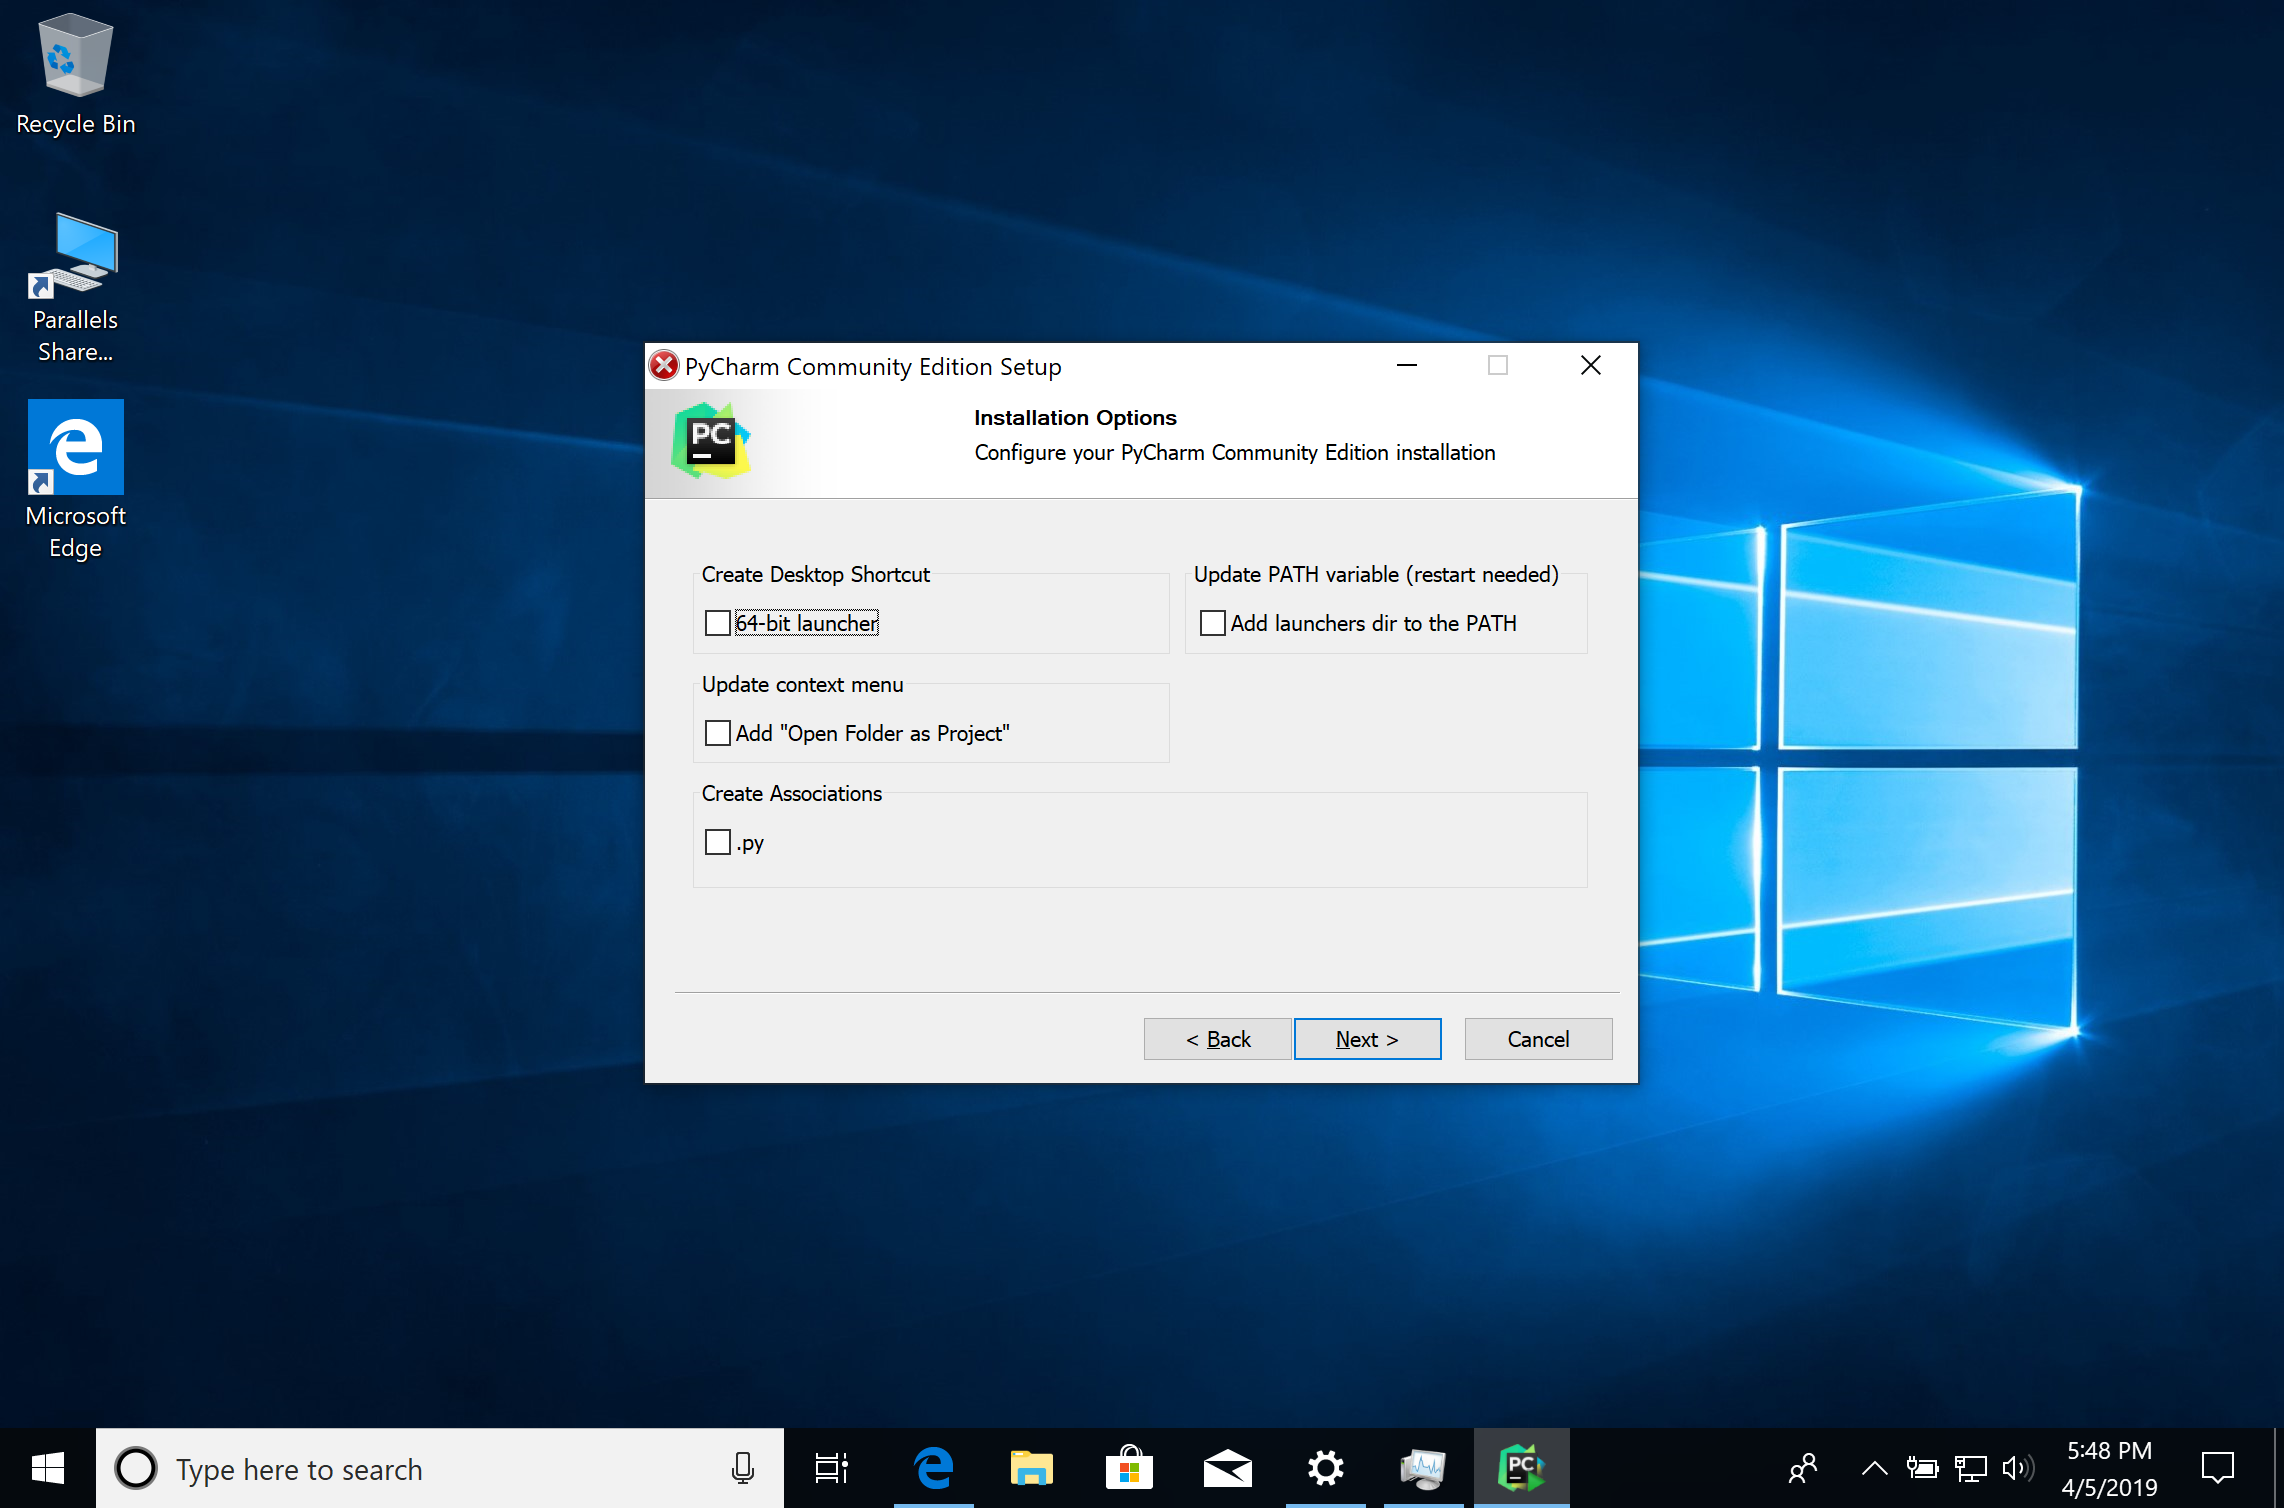 Recycle Bin
Parallels
Share...
Microsoft
Edge
PyCharm Community Edition Setup
PC
Installation Options
Configure your PyCharm Community Edition installation
Create Desktop Shortcut
64-bit launcher
Update PATH variable (restart needed)
Add launchers dir to the PATH
Update context menu
Add "Open Folder as Project"
Create Associations
.py
< Back
Next >
Cancel
Type here to search
PC
5:48 PM
4/5/2019